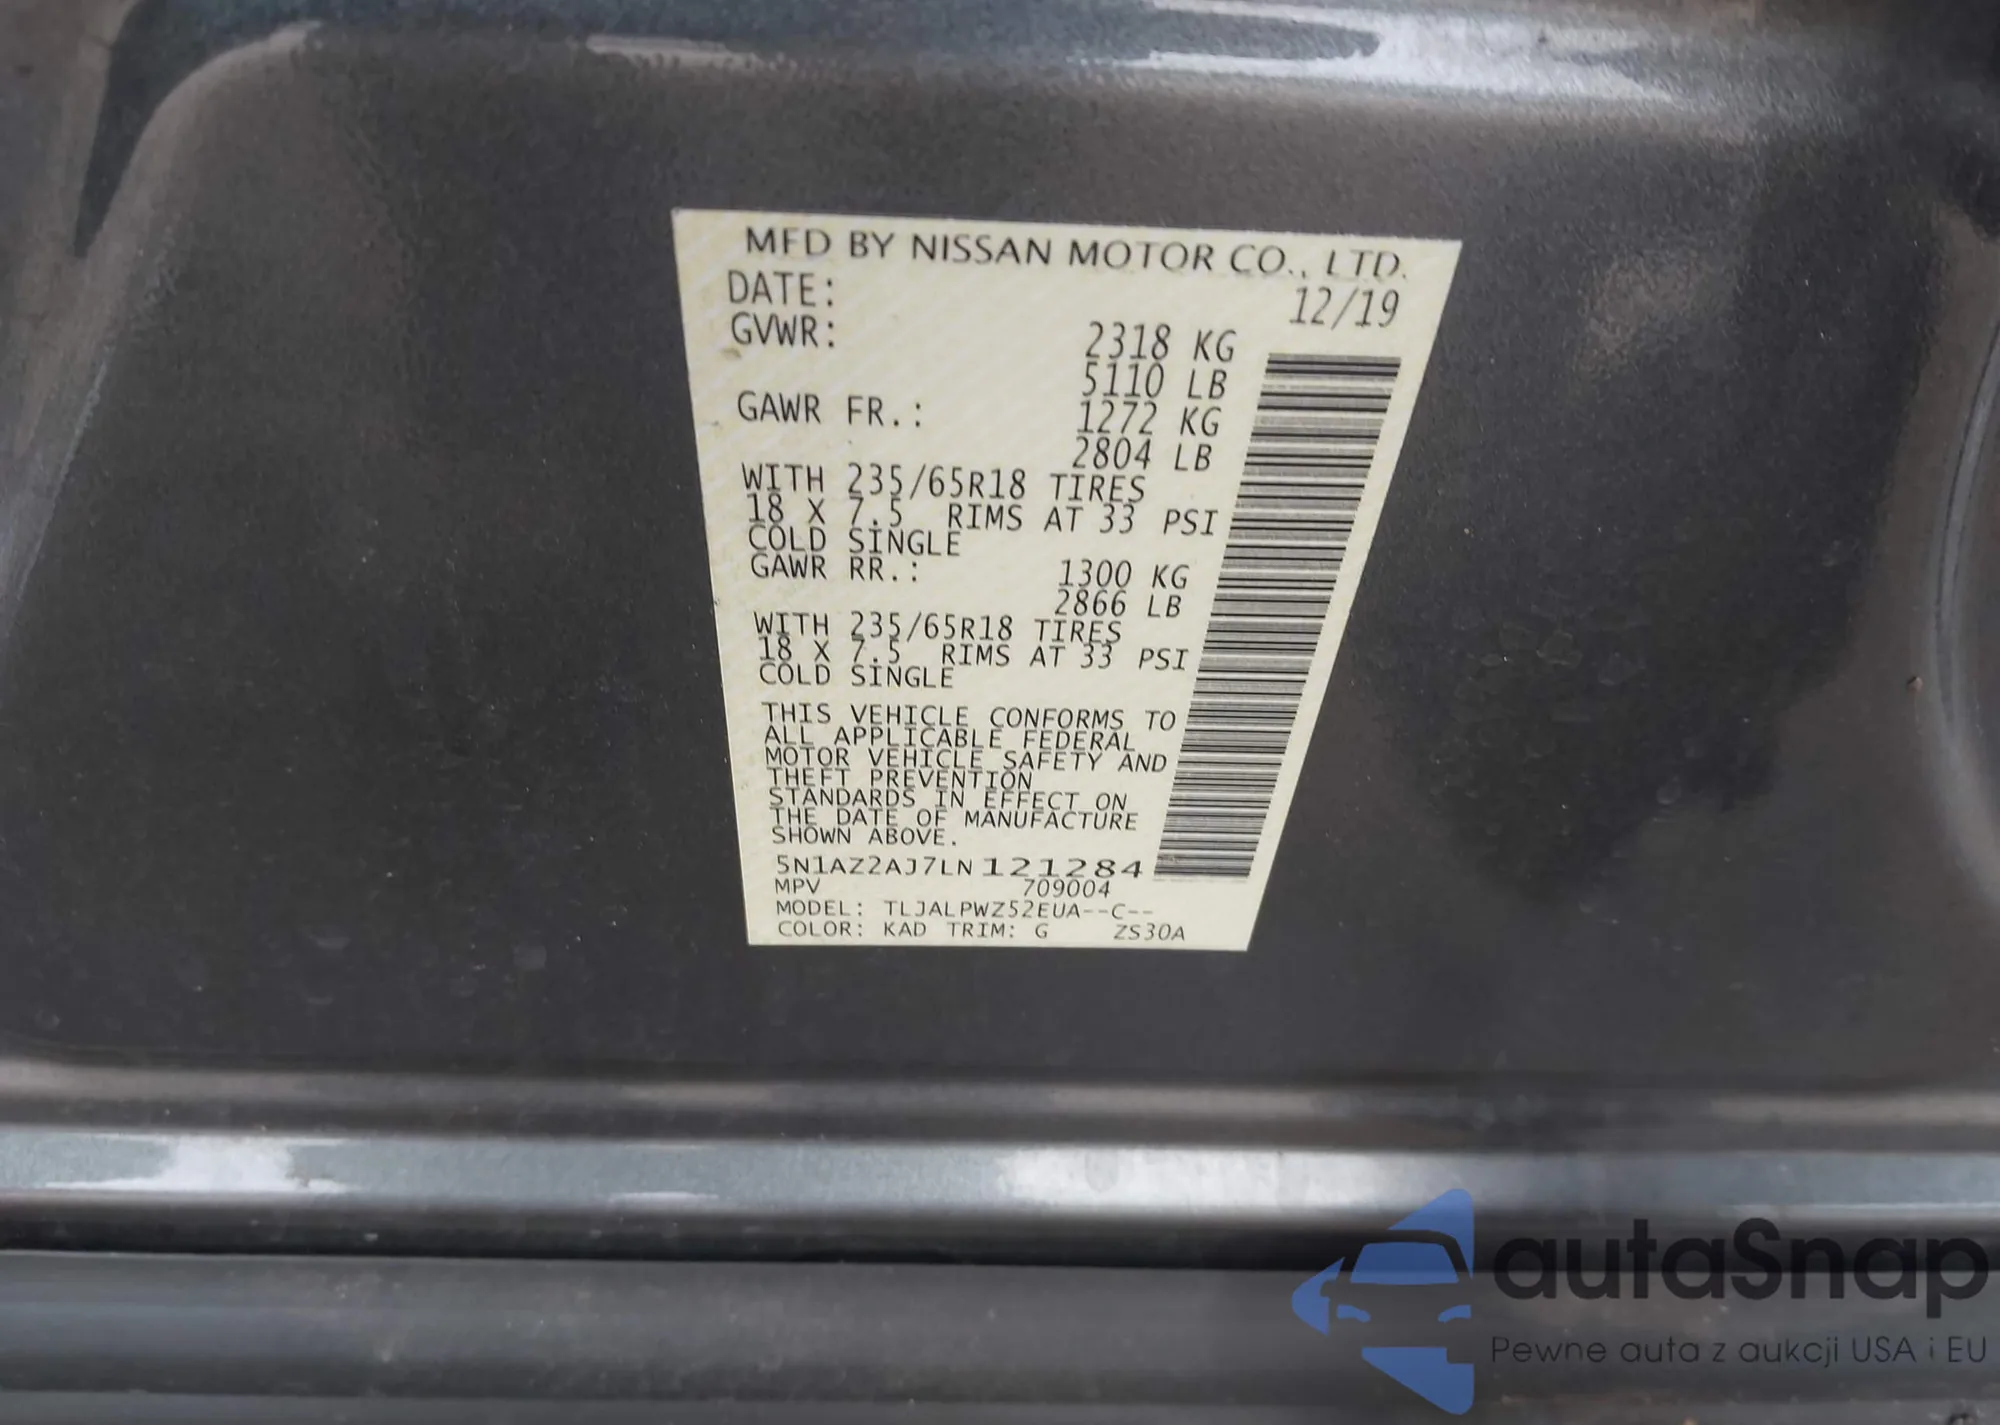 MFD BY NISSAN MOTOR CO., LTD.
DATE: 12/19
GVWR: 2318 KG
5110 LB
GAWR FR.: 1272 KG
2804 LB
WITH 235/65R18 TIRES
18 X 7.5 RIMS AT 33 PSI
COLD SINGLE
GAWR RR.: 1300 KG
2866 LB
WITH 235/65R18 TIRES
18 X 7.5 RIMS AT 33 PSI
COLD SINGLE
THIS VEHICLE CONFORMS TO
ALL APPLICABLE FEDERAL
MOTOR VEHICLE SAFETY AND
THEFT PREVENTION
STANDARDS IN EFFECT ON
THE DATE OF MANUFACTURE
SHOWN ABOVE.
5N1AZ2AJ7LN121284
MPV 709004
MODEL: TLJALPWZ52EUA--C--
COLOR: KAD TRIM: G ZS30A
autaSnap
Pewne auta z aukcji USA i EU